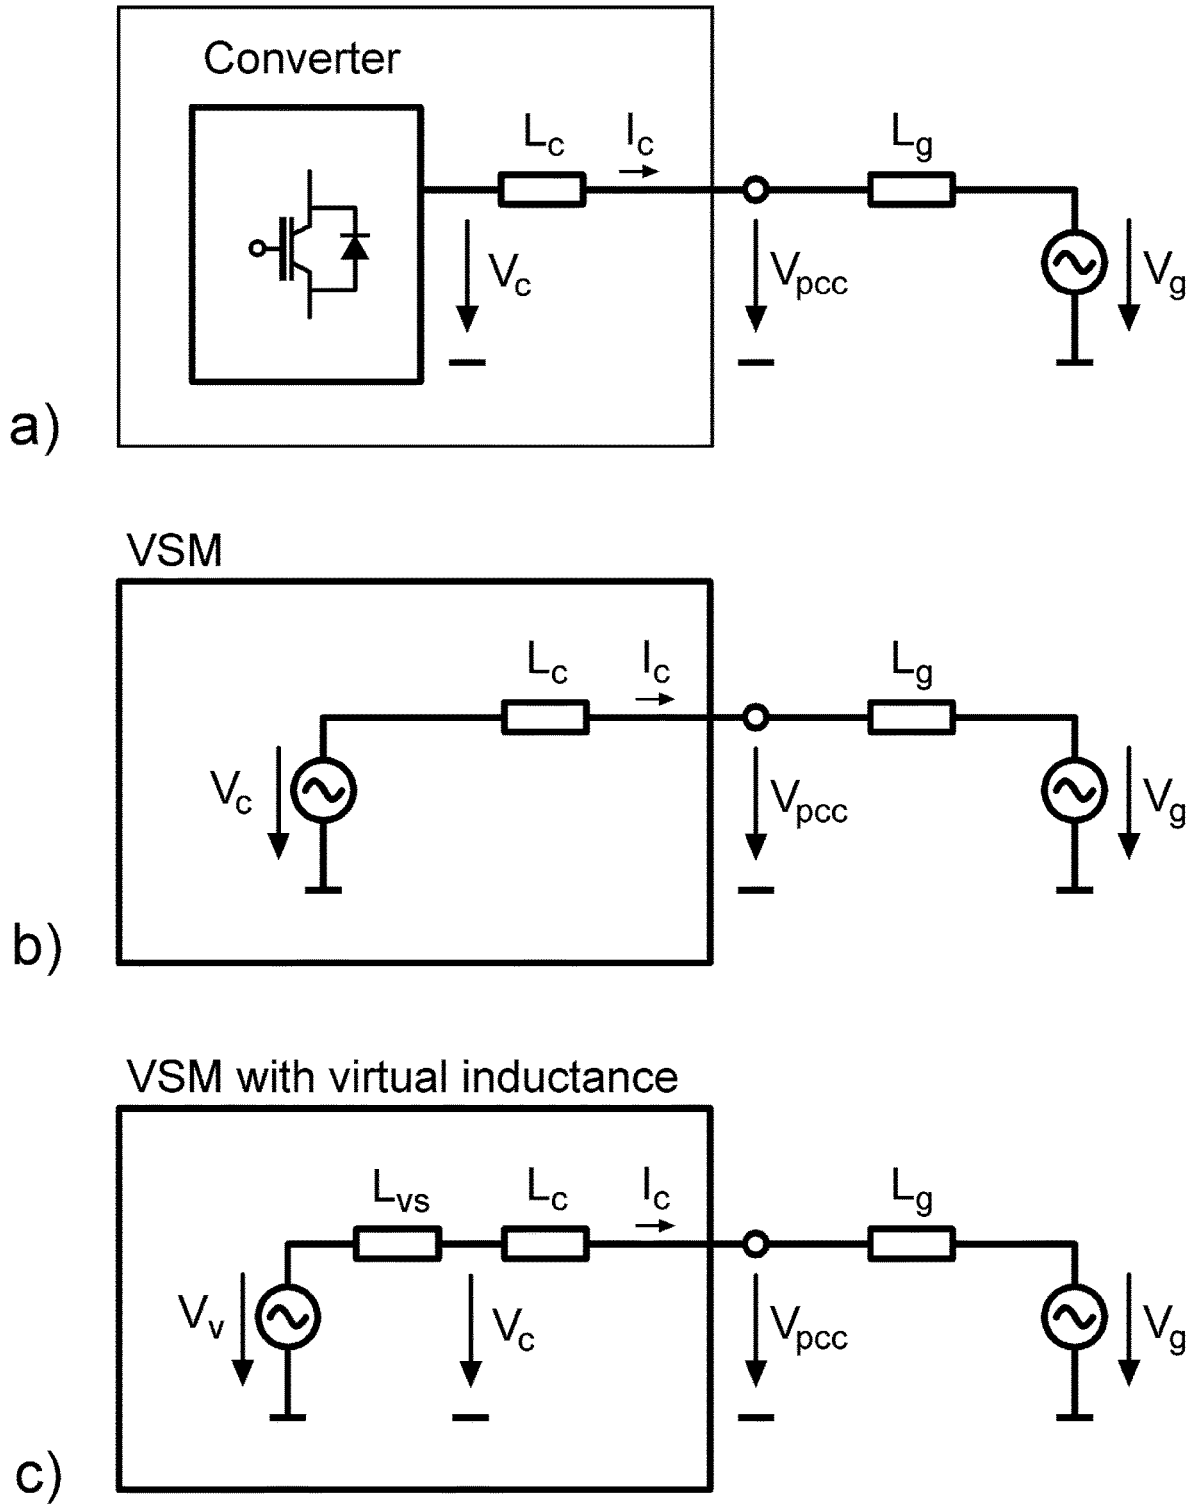 Converter
Lc Ic Lg
Vc Vpcc Vg
a)
VSM
Lc Ic Lg
Vc Vpcc Vg
b)
VSM with virtual inductance
Lvs Lc Ic Lg
Vv Vc Vpcc Vg
c)